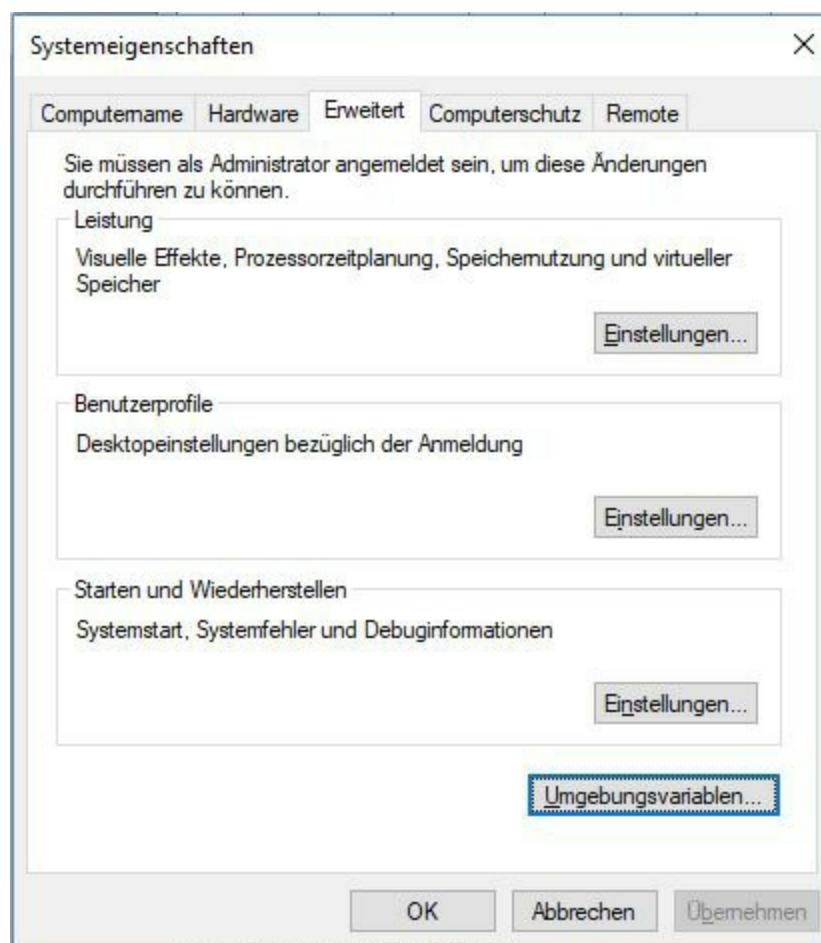 Systemeigenschaften
Computername Hardware Erweitert Computerschutz Remote
Sie müssen als Administrator angemeldet sein, um diese Änderungen
durchführen zu können.
Leistung
Visuelle Effekte, Prozessorzeitplanung, Speichernutzung und virtueller
Speicher
Einstellungen...
Benutzerprofile
Desktopeinstellungen bezüglich der Anmeldung
Einstellungen...
Starten und Wiederherstellen
Systemstart, Systemfehler und Debuginformationen
Einstellungen...
Umgebungsvariablen...
OK Abbrechen Übernehmen